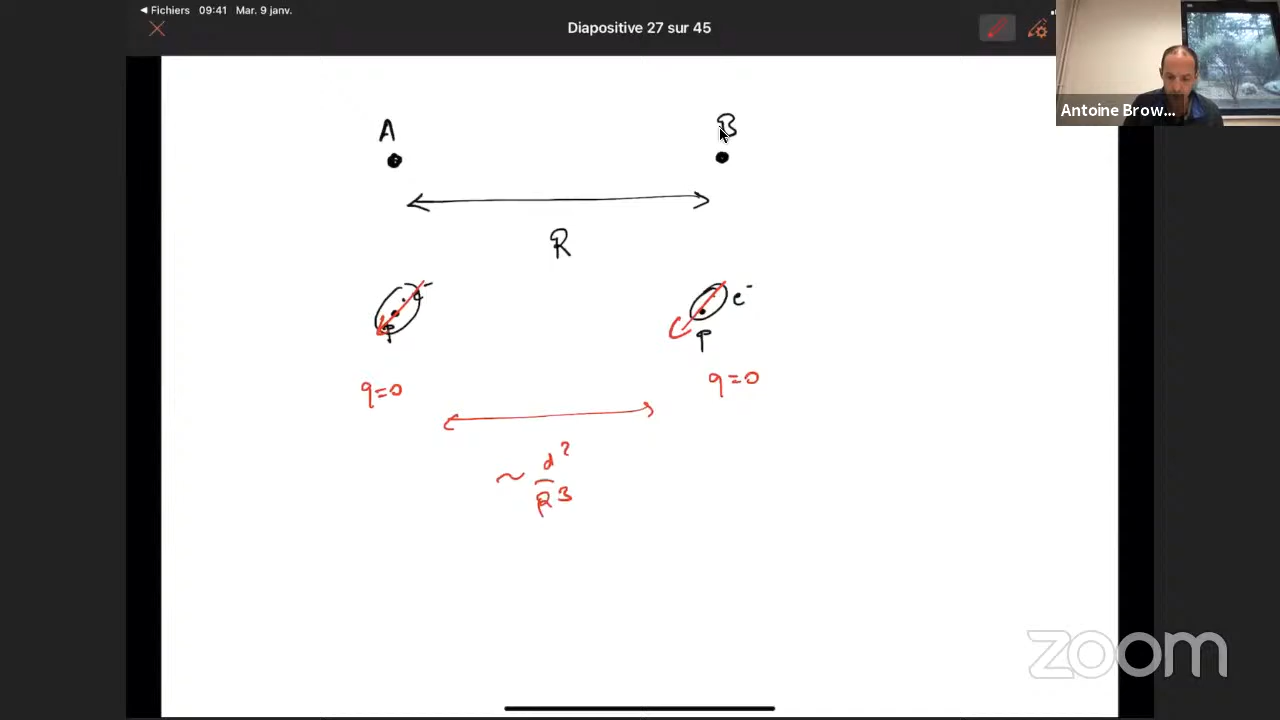 Fichiers 09:41 Mar. 9 janv.
Diapositive 27 sur 45
Antoine Brow...
A
B
R
e-
e-
p
p
q=0
q=0
~ d²
R³
zoom